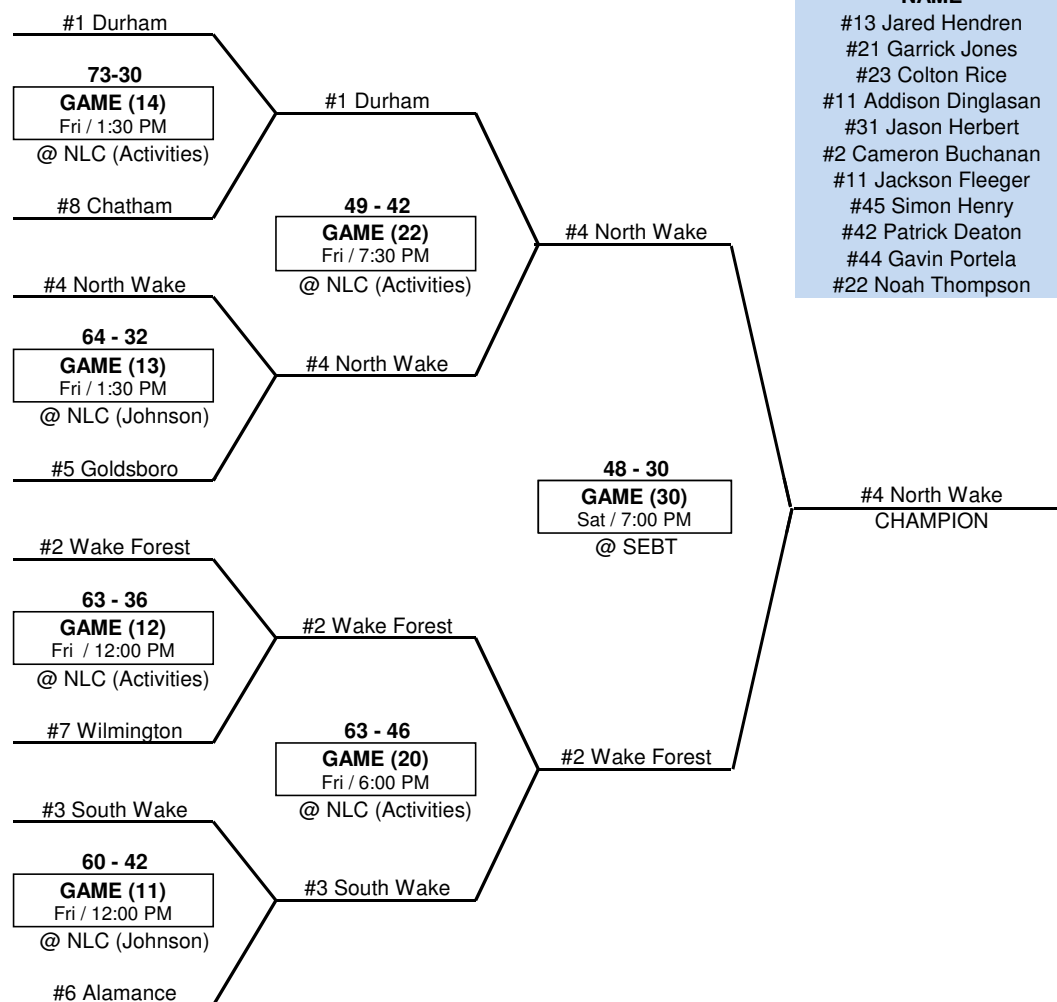 NAME
#13 Jared Hendren
#21 Garrick Jones
#23 Colton Rice
#11 Addison Dinglasan
#31 Jason Herbert
#2 Cameron Buchanan
#11 Jackson Fleeger
#45 Simon Henry
#42 Patrick Deaton
#44 Gavin Portela
#22 Noah Thompson
#1 Durham
73-30
GAME (14)
Fri / 1:30 PM
@ NLC (Activities)
#8 Chatham
#1 Durham
49 - 42
GAME (22)
Fri / 7:30 PM
@ NLC (Activities)
#4 North Wake
64 - 32
GAME (13)
Fri / 1:30 PM
@ NLC (Johnson)
#5 Goldsboro
#4 North Wake
#4 North Wake
48 - 30
GAME (30)
Sat / 7:00 PM
@ SEBT
#4 North Wake
CHAMPION
#2 Wake Forest
63 - 36
GAME (12)
Fri / 12:00 PM
@ NLC (Activities)
#7 Wilmington
#2 Wake Forest
63 - 46
GAME (20)
Fri / 6:00 PM
@ NLC (Activities)
#2 Wake Forest
#3 South Wake
60 - 42
GAME (11)
Fri / 12:00 PM
@ NLC (Johnson)
#6 Alamance
#3 South Wake